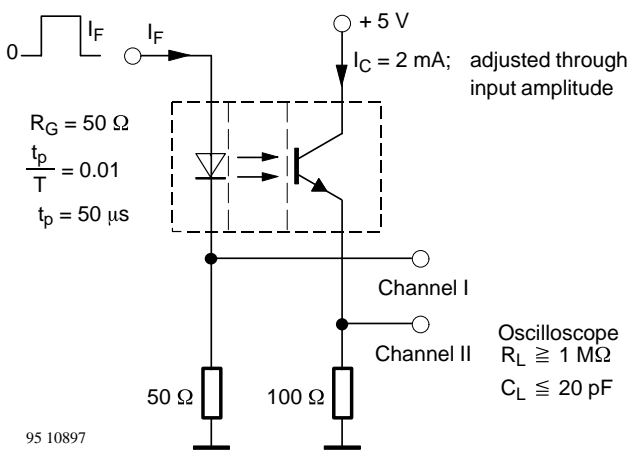 0
I_F
I_F
+ 5 V
I_C = 2 mA; adjusted through
input amplitude
R_G = 50 Ω
t_p
T
= 0.01
t_p = 50 μs
Channel I
Channel II
Oscilloscope
R_L ≧ 1 MΩ
C_L ≦ 20 pF
50 Ω
100 Ω
95 10897